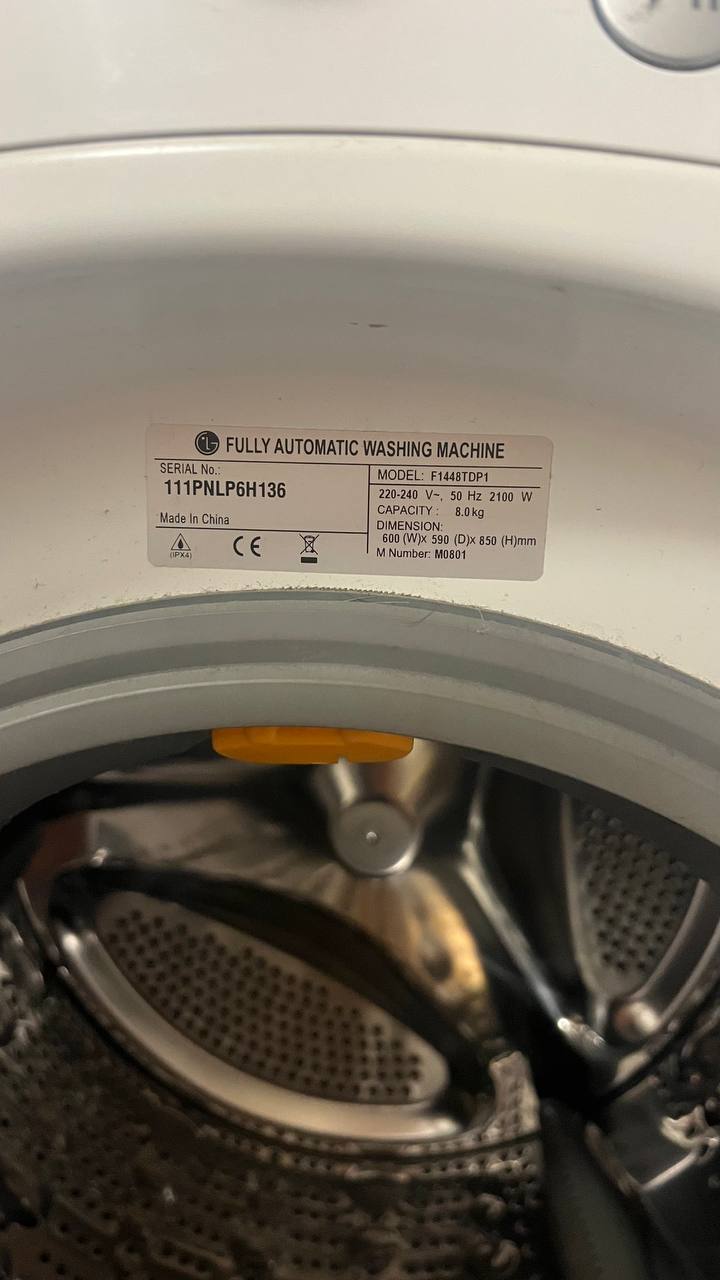 LG FULLY AUTOMATIC WASHING MACHINE
SERIAL No.:
111PNLP6H136
Made In China
(IPX4)
CE
MODEL: F1448TDP1
220-240 V~, 50 Hz 2100 W
CAPACITY : 8.0kg
DIMENSION:
600 (W)x 590 (D)x 850 (H)mm
M Number: M0801